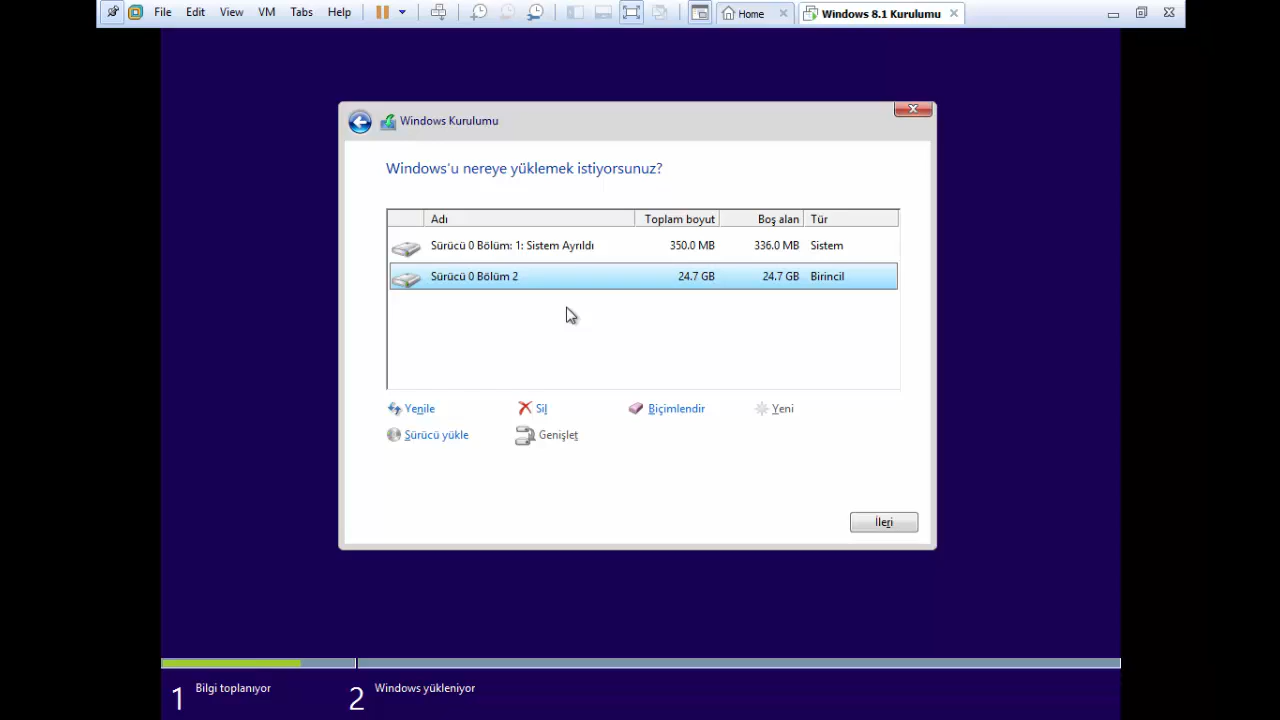 File Edit View VM Tabs Help Home Windows 8.1 Kurulumu
Windows Kurulumu
Windows'u nereye yüklemek istiyorsunuz?
Adı Toplam boyut Boş alan Tür
Sürücü 0 Bölüm: 1: Sistem Ayrıldı 350.0 MB 336.0 MB Sistem
Sürücü 0 Bölüm 2 24.7 GB 24.7 GB Birincil
Yenile Sil Biçimlendir Yeni
Sürücü yükle Genişlet
İleri
1 Bilgi toplanıyor 2 Windows yükleniyor